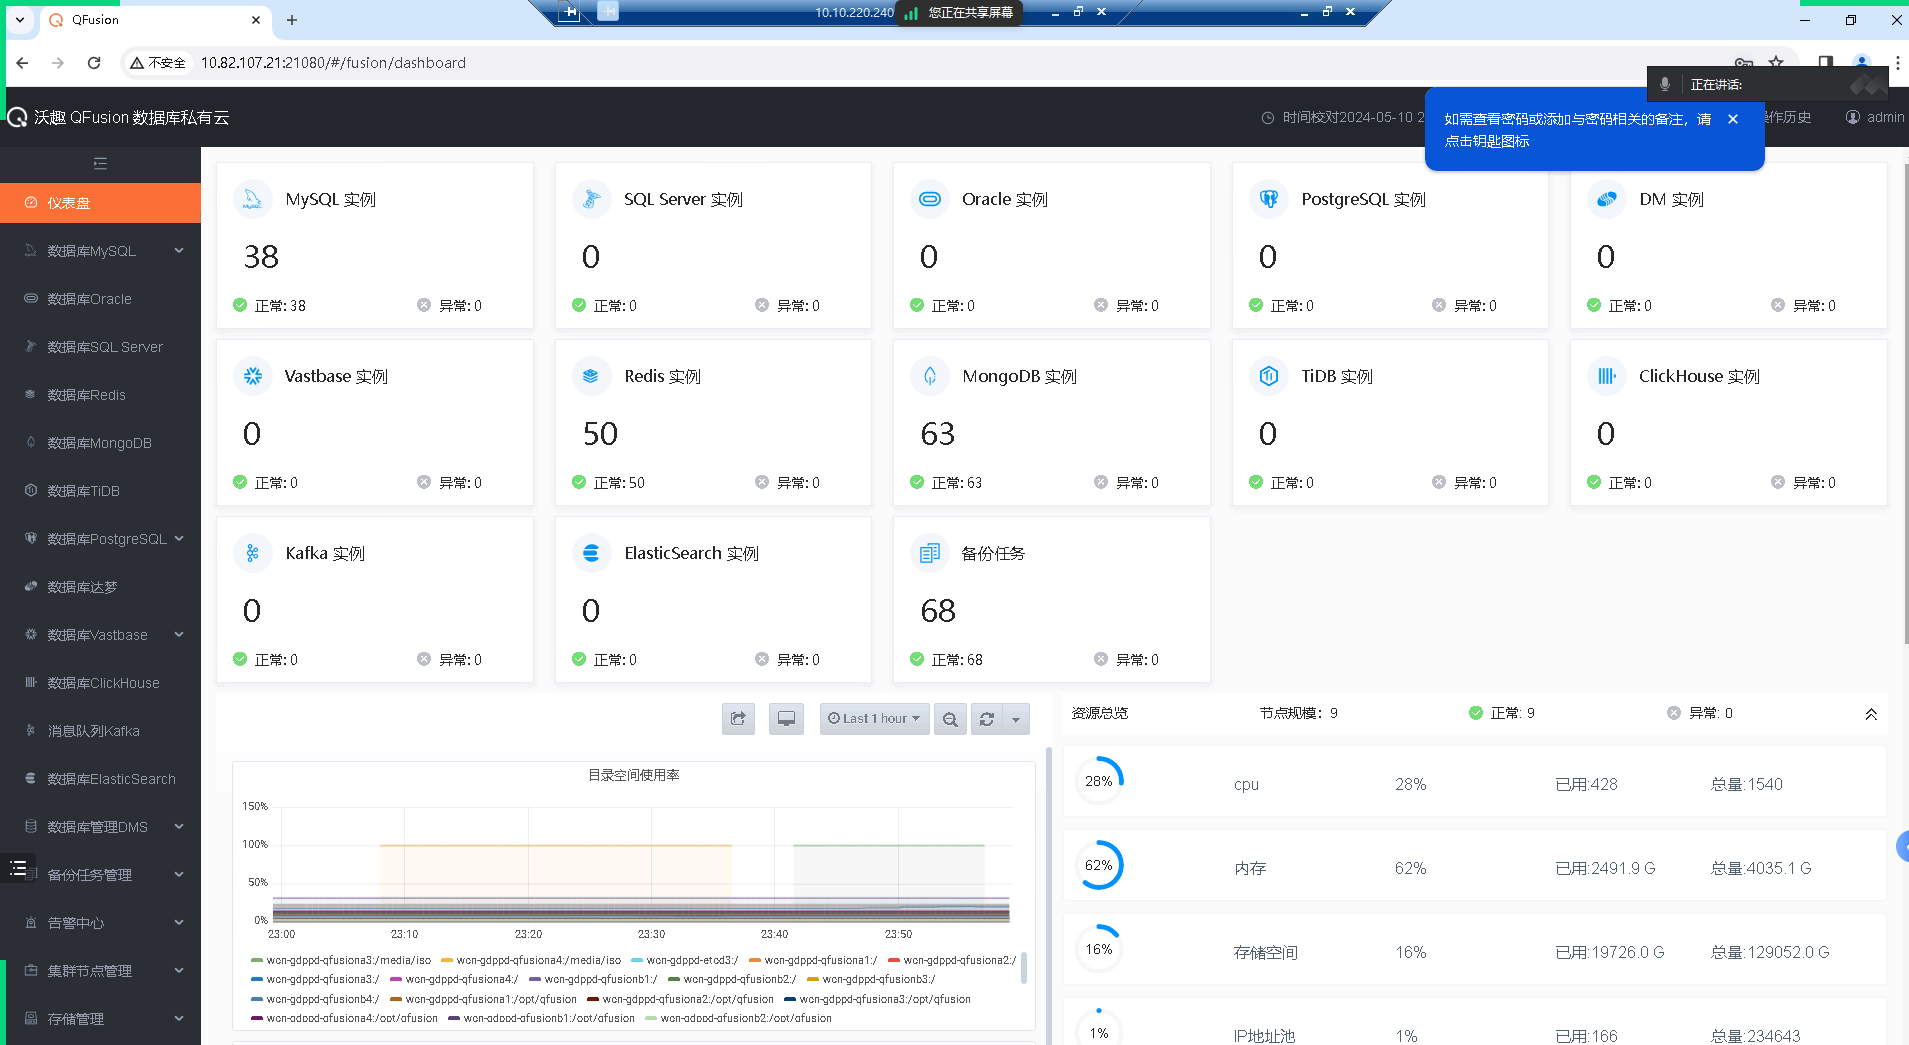 QFusion
10.10.220.240
您正在共享屏幕
不安全
10.82.107.21:21080/#/fusion/dashboard
正在讲话:
沃趣 QFusion 数据库私有云
时间校对2024-05-10 2
作历史
admin
如需查看密码或添加与密码相关的备注，请
点击钥匙图标
仪表盘
数据库MySQL
数据库Oracle
数据库SQL Server
数据库Redis
数据库MongoDB
数据库TiDB
数据库PostgreSQL
数据库达梦
数据库Vastbase
数据库ClickHouse
消息队列Kafka
数据库ElasticSearch
数据库管理DMS
备份任务管理
告警中心
集群节点管理
存储管理
MySQL 实例
38
正常: 38
异常: 0
SQL Server 实例
0
正常: 0
异常: 0
Oracle 实例
0
正常: 0
异常: 0
PostgreSQL 实例
0
正常: 0
异常: 0
DM 实例
0
正常: 0
异常: 0
Vastbase 实例
0
正常: 0
异常: 0
Redis 实例
50
正常: 50
异常: 0
MongoDB 实例
63
正常: 63
异常: 0
TiDB 实例
0
正常: 0
异常: 0
ClickHouse 实例
0
正常: 0
异常: 0
Kafka 实例
0
正常: 0
异常: 0
ElasticSearch 实例
0
正常: 0
异常: 0
备份任务
68
正常: 68
异常: 0
Last 1 hour
目录空间使用率
150%
100%
50%
0%
23:00 23:10 23:20 23:30 23:40 23:50
wcn-gdppd-qfusiona3:/media/iso wcn-gdppd-qfusiona4:/media/iso wcn-gdppd-etcd3:/ wcn-gdppd-qfusiona1:/ wcn-gdppd-qfusiona2:/
wcn-gdppd-qfusiona3:/ wcn-gdppd-qfusiona4:/ wcn-gdppd-qfusionb1:/ wcn-gdppd-qfusionb2:/ wcn-gdppd-qfusionb3:/
wcn-gdppd-qfusionb4:/ wcn-gdppd-qfusiona1:/opt/qfusion wcn-gdppd-qfusiona2:/opt/qfusion wcn-gdppd-qfusiona3:/opt/qfusion
wcn-gdppd-qfusiona4:/opt/qfusion wcn-gdppd-qfusionb1:/opt/qfusion wcn-gdppd-qfusionb2:/opt/qfusion
资源总览 节点规模：9 正常: 9 异常: 0
28% cpu 28% 已用:428 总量:1540
62% 内存 62% 已用:2491.9 G 总量:4035.1 G
16% 存储空间 16% 已用:19726.0 G 总量:129052.0 G
1% IP地址池 1% 已用:166 总量:234643